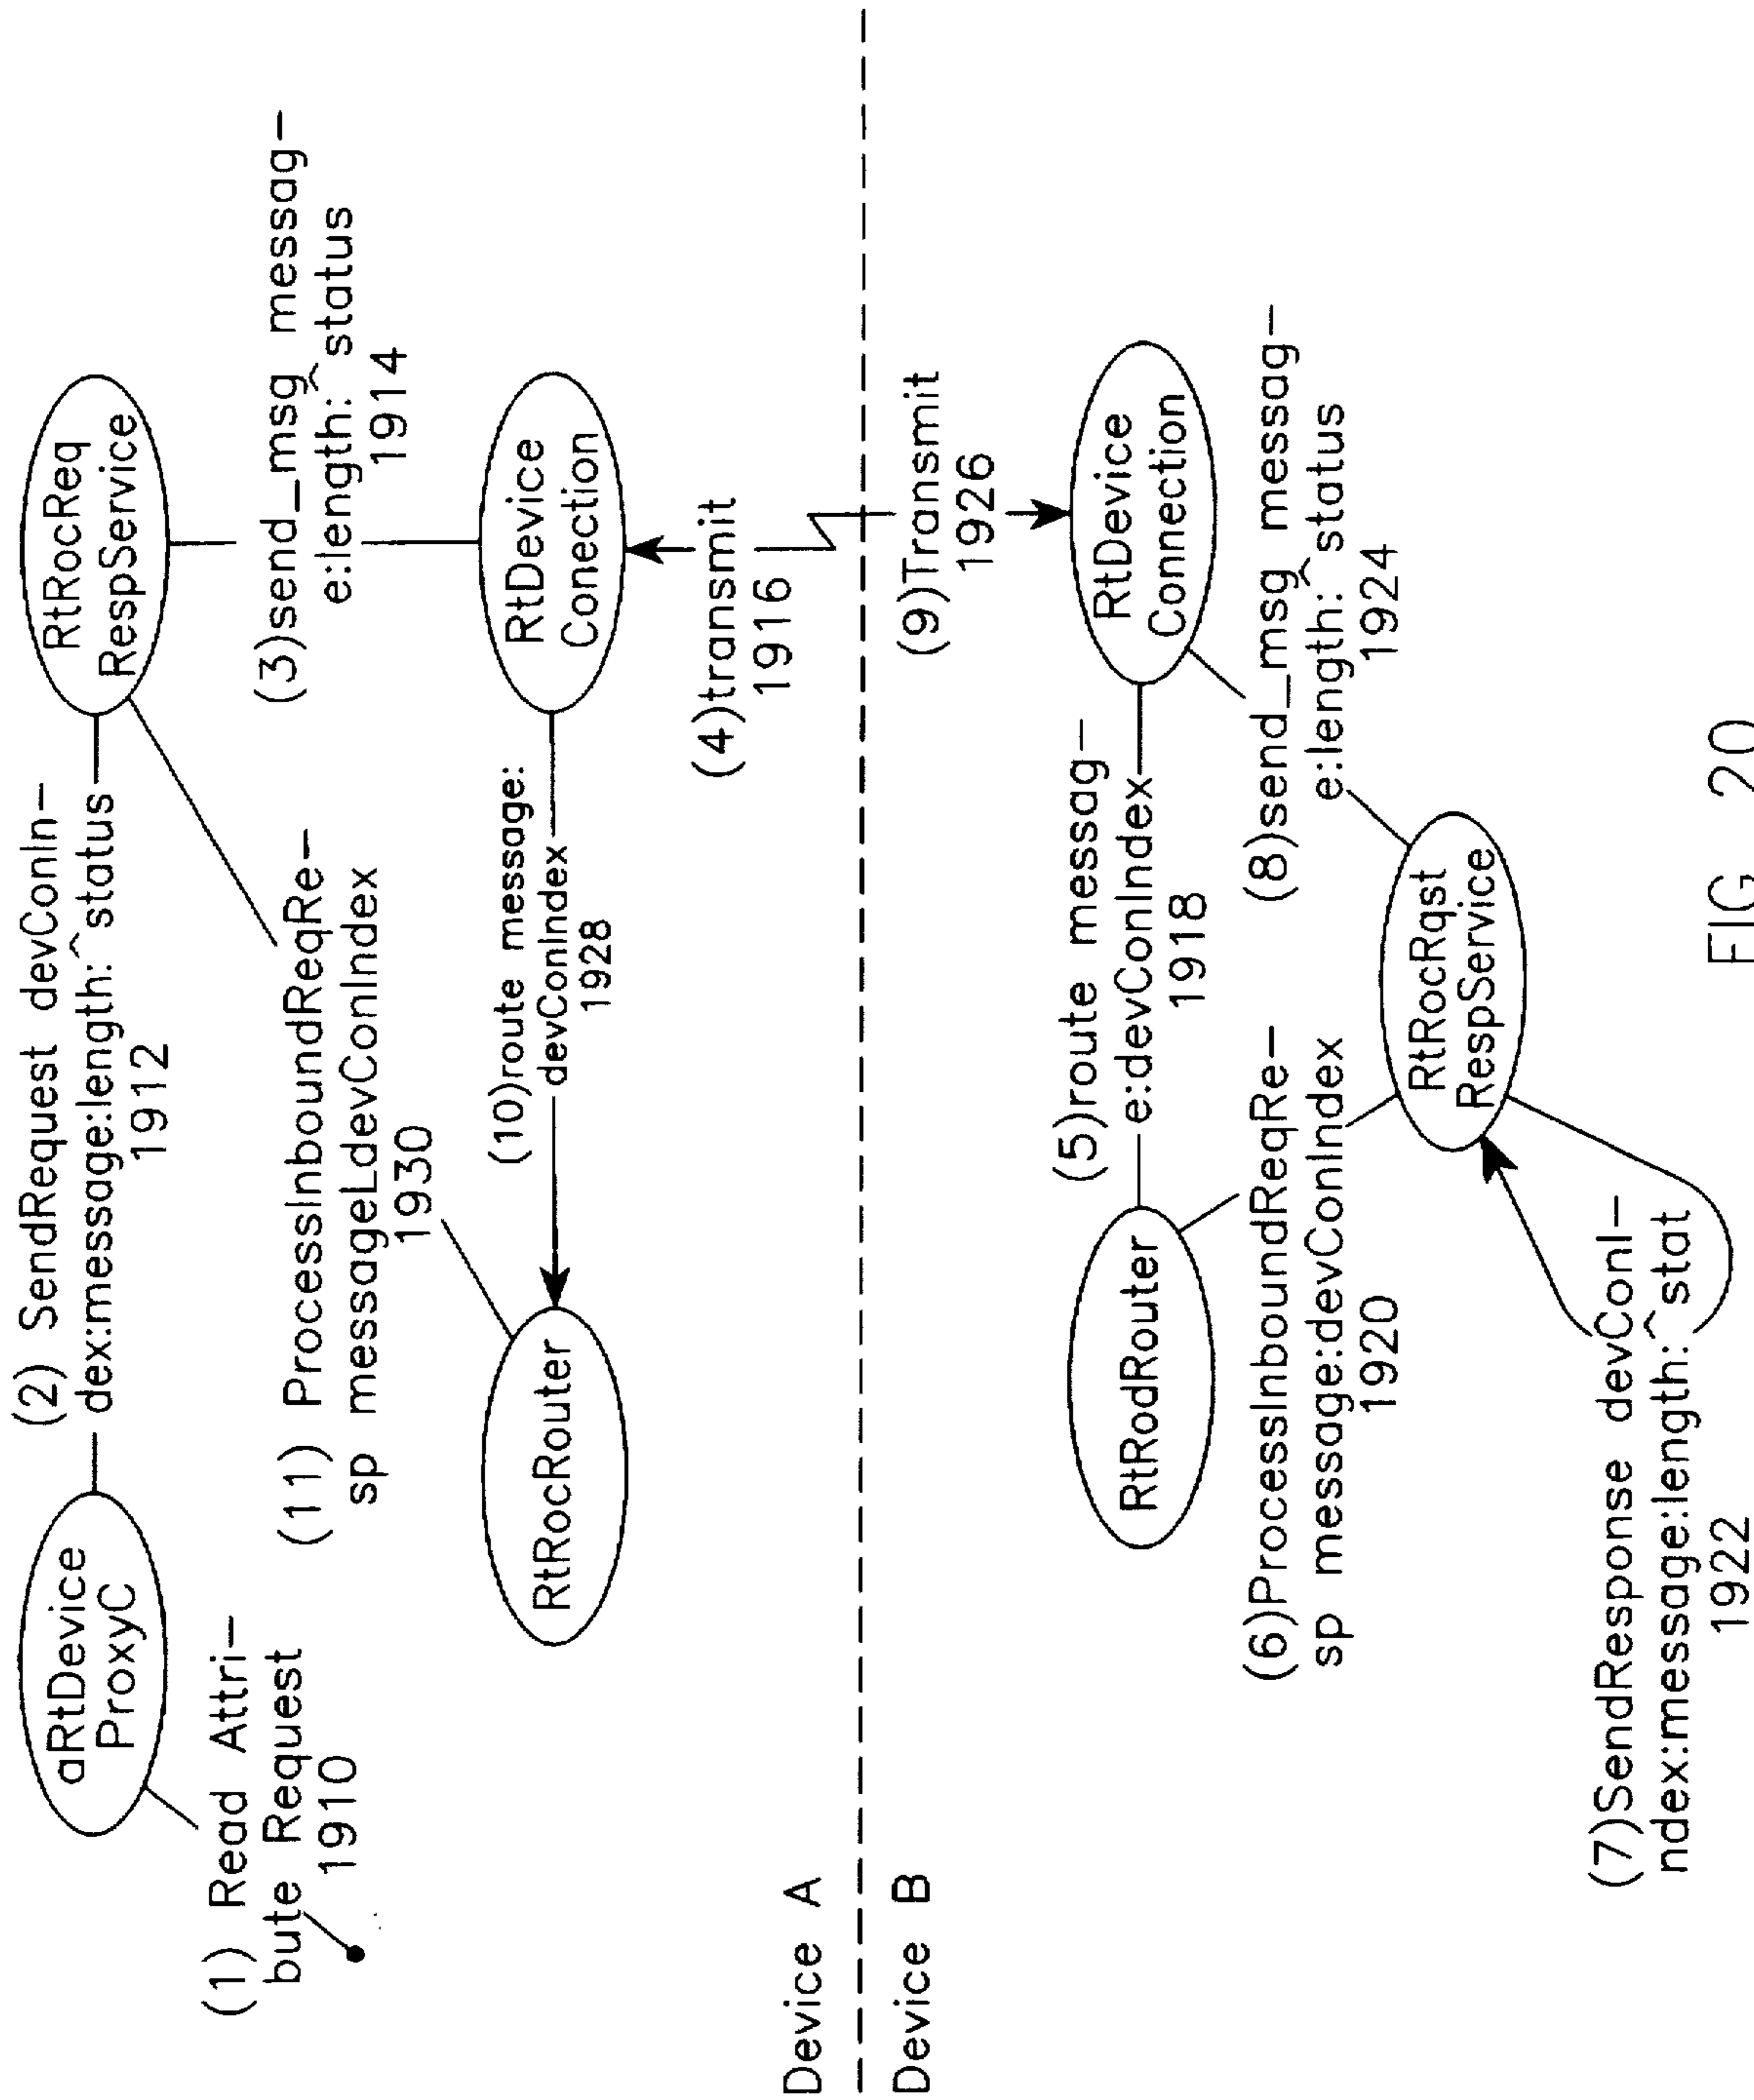 aRtDevice
ProxyC
(2) SendRequest devConIn-
dex:message:length:^status
1912
RtRocReq
RespService
(1) Read Attri-
bute Request
1910
(11) ProcessInboundReqRe-
sp messageLdevConIndex
1930
(3)send_msg messag-
e:length:^status
1914
RtRocRouter
(10)route message:
devConIndex
1928
RtDevice
Conection
(4)transmit
1916
Device A
Device B
(9)Transmit
1926
RtRodRouter
(5)route messag-
e:devConIndex
1918
RtDevice
Connection
(6)ProcessInboundReqRe-
sp message:devConIndex
1920
(8)send_msg messag-
e:length:^status
1924
RtRocRqst
RespService
(7)SendResponse devConI-
ndex:message:length:^stat
1922
FIG. 20